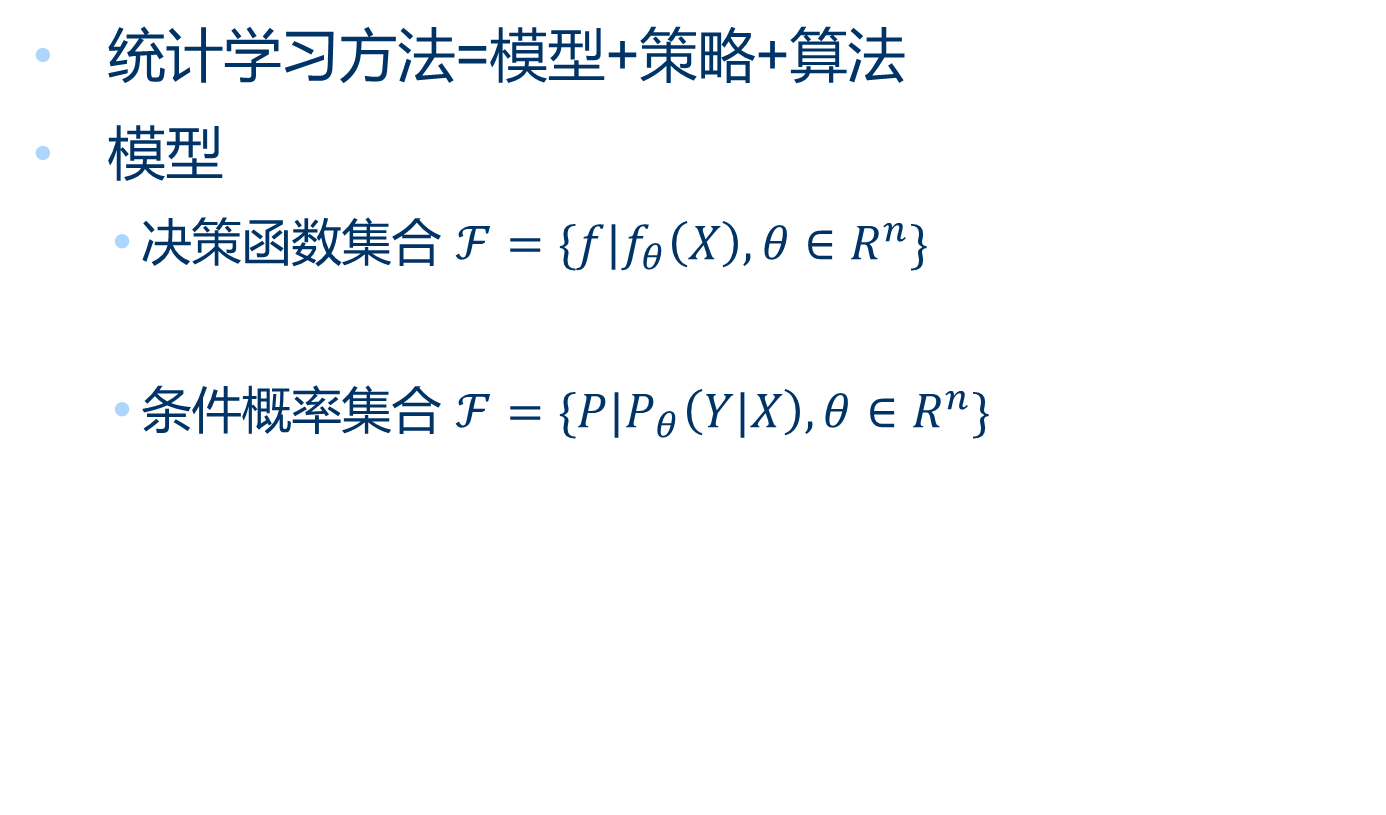 • 统计学习方法=模型+策略+算法
• 模型
• 决策函数集合 ℱ = {f|f_θ(X), θ ∈ R^n}
• 条件概率集合 ℱ = {P|P_θ(Y|X), θ ∈ R^n}